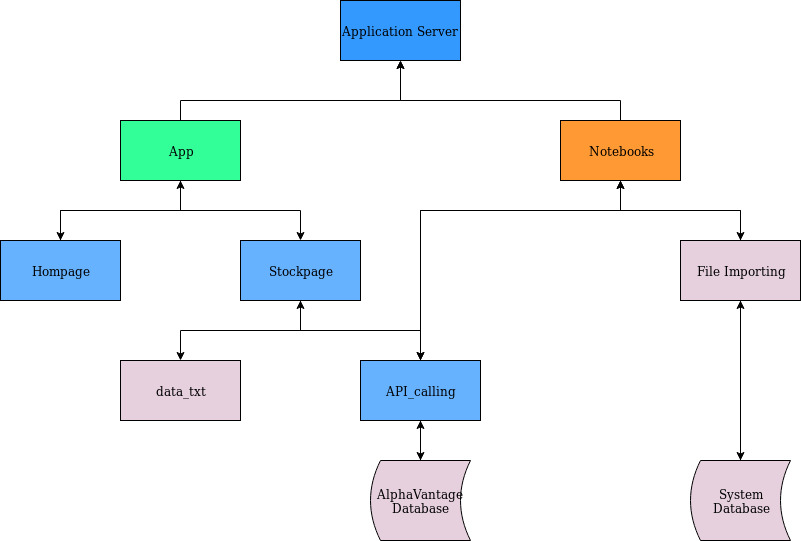 Application Server
App
Notebooks
Hompage
Stockpage
File Importing
data_txt
API_calling
AlphaVantage
Database
System
Database